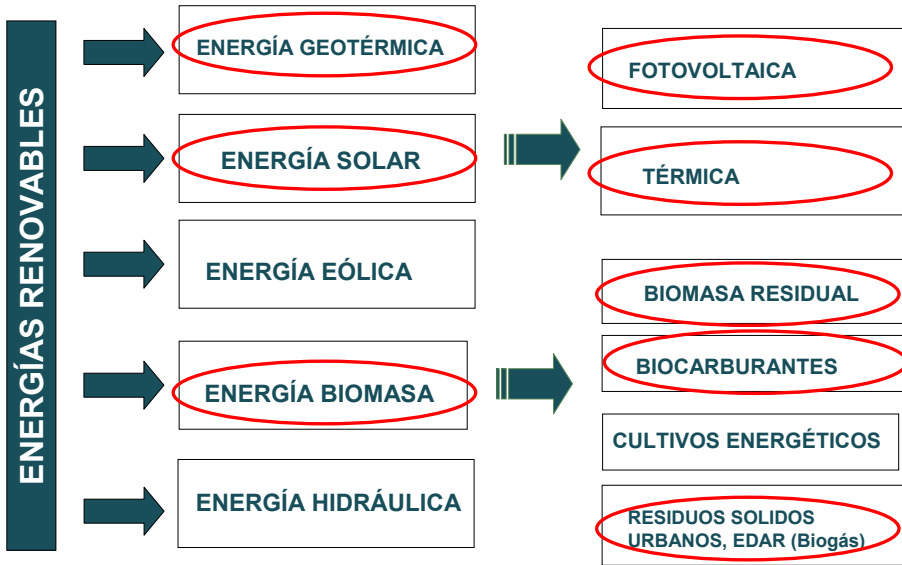 ENERGÍAS RENOVABLES
ENERGÍA GEOTÉRMICA
ENERGÍA SOLAR
ENERGÍA EÓLICA
ENERGÍA BIOMASA
ENERGÍA HIDRÁULICA
FOTOVOLTAICA
TÉRMICA
BIOMASA RESIDUAL
BIOCARBURANTES
CULTIVOS ENERGÉTICOS
RESIDUOS SOLIDOS
URBANOS, EDAR (Biogás)